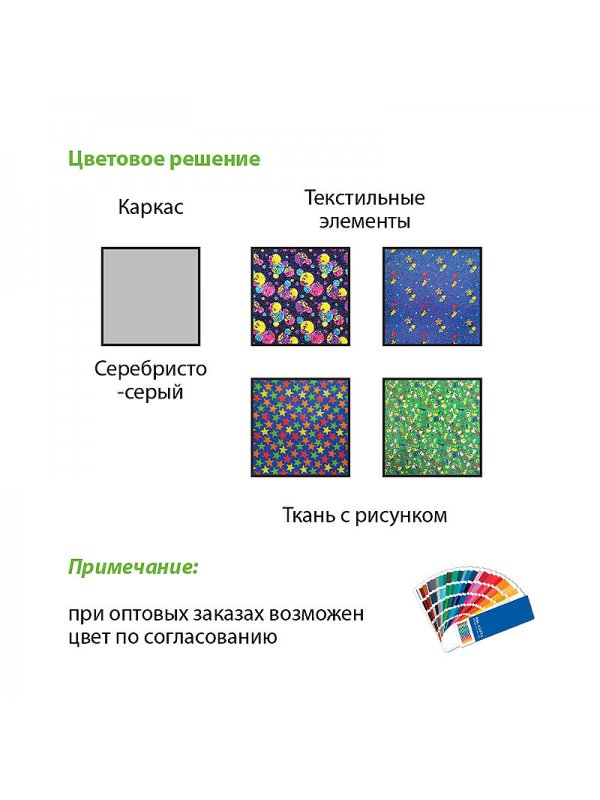 Цветовое решение
Каркас
Текстильные
элементы
Серебристо
-серый
Ткань с рисунком
Примечание:
при оптовых заказах возможен
цвет по согласованию